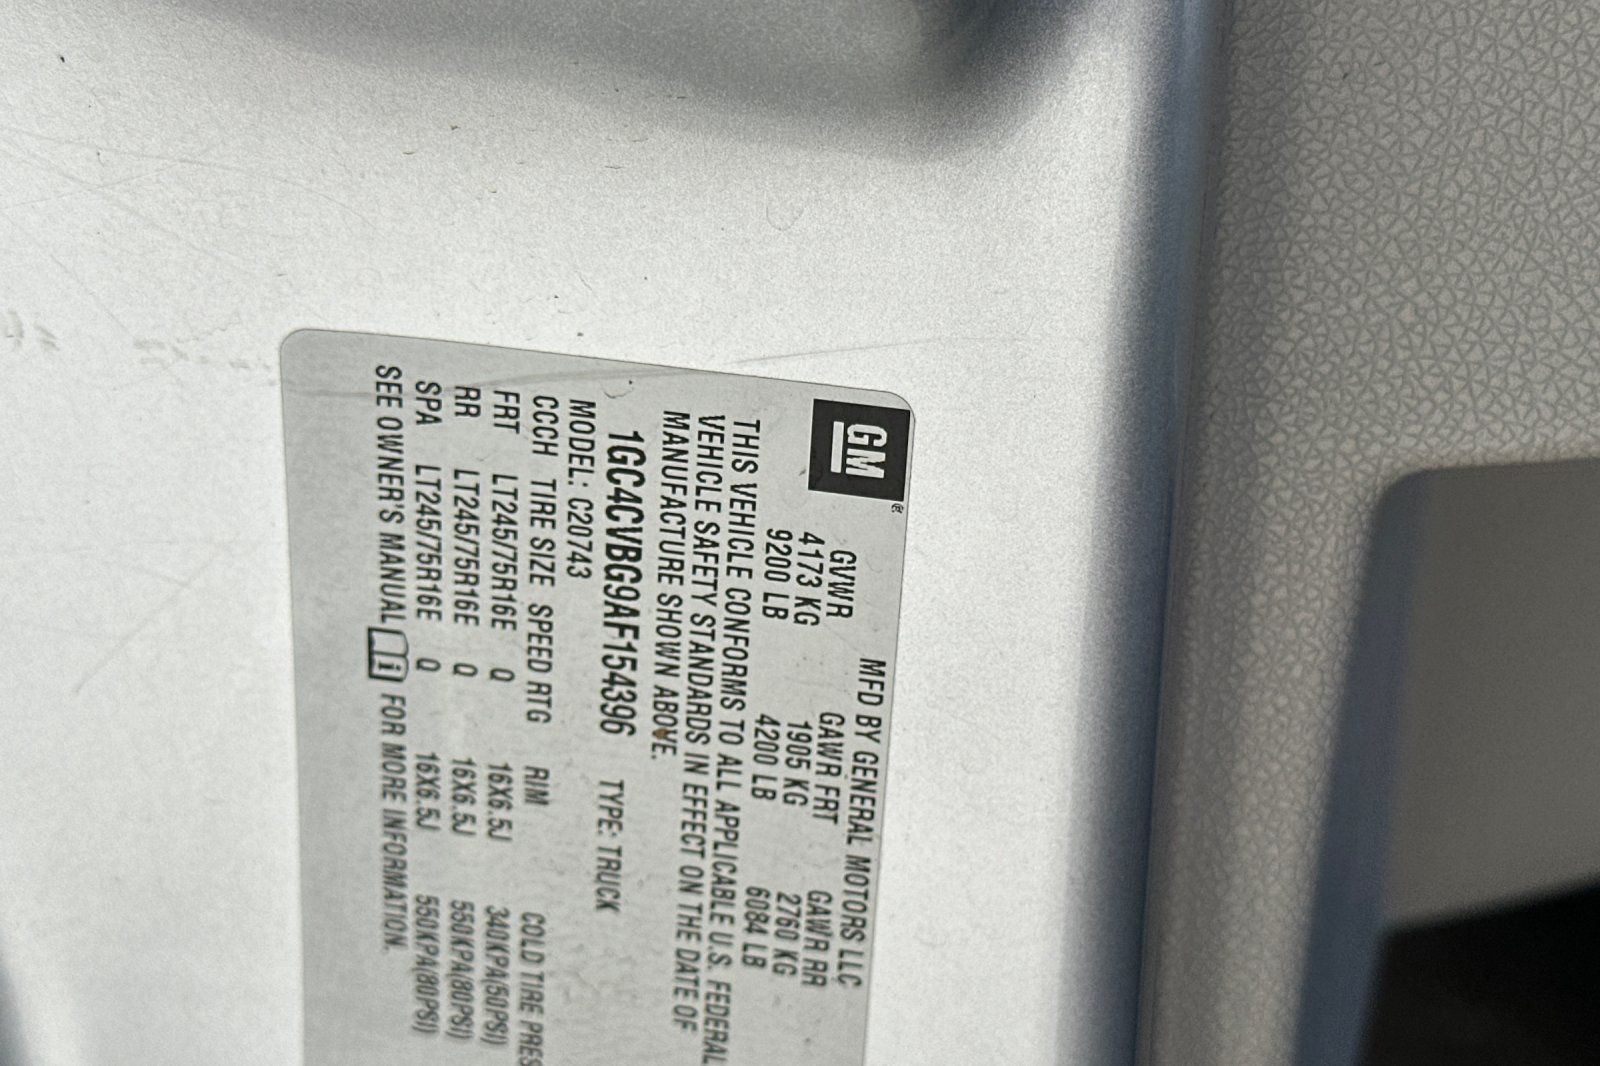 GM
MFD BY GENERAL MOTORS LLC
GVWR GAWR FRT GAWR RR
4173 KG 1905 KG 2760 KG
9200 LB 4200 LB 6084 LB
THIS VEHICLE CONFORMS TO ALL APPLICABLE U.S. FEDERAL
VEHICLE SAFETY STANDARDS IN EFFECT ON THE DATE OF
MANUFACTURE SHOWN ABOVE.
1GC4CVBG9AF154396 TYPE: TRUCK
MODEL: C20743
CCCH TIRE SIZE SPEED RTG RIM COLD TIRE PRES
FRT LT245/75R16E Q 16X6.5J 340KPA(50PSI)
RR LT245/75R16E Q 16X6.5J 550KPA(80PSI)
SPA LT245/75R16E Q 16X6.5J 550KPA(80PSI)
SEE OWNER'S MANUAL i FOR MORE INFORMATION.